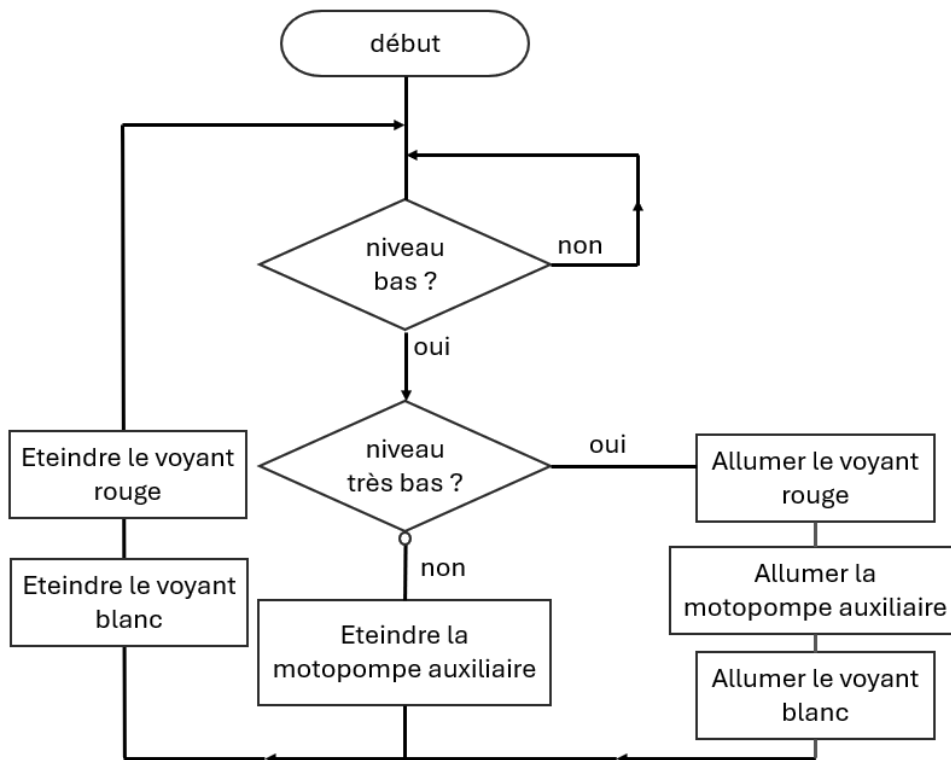 début
niveau
bas ?
non
oui
niveau
très bas ?
oui
non
Allumer le voyant
rouge
Allumer la
motopompe auxiliaire
Allumer le voyant
blanc
Eteindre la
motopompe auxiliaire
Eteindre le voyant
rouge
Eteindre le voyant
blanc